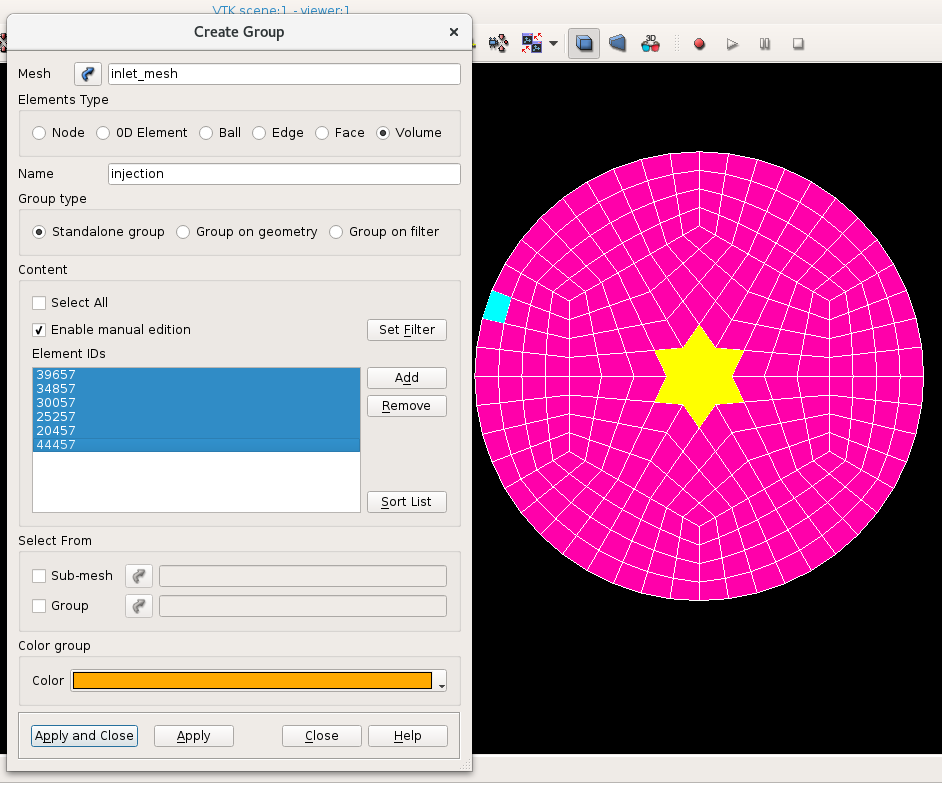 VTK scene:1 - viewer:1
Create Group
3D
Mesh inlet_mesh
Elements Type
Node 0D Element Ball Edge Face Volume
Name injection
Group type
Standalone group Group on geometry Group on filter
Content
Select All
Enable manual edition Set Filter
Element IDs
39657
34857
30057
25257
20457
44457
Add
Remove
Sort List
Select From
Sub-mesh
Group
Color group
Color
Apply and Close Apply Close Help